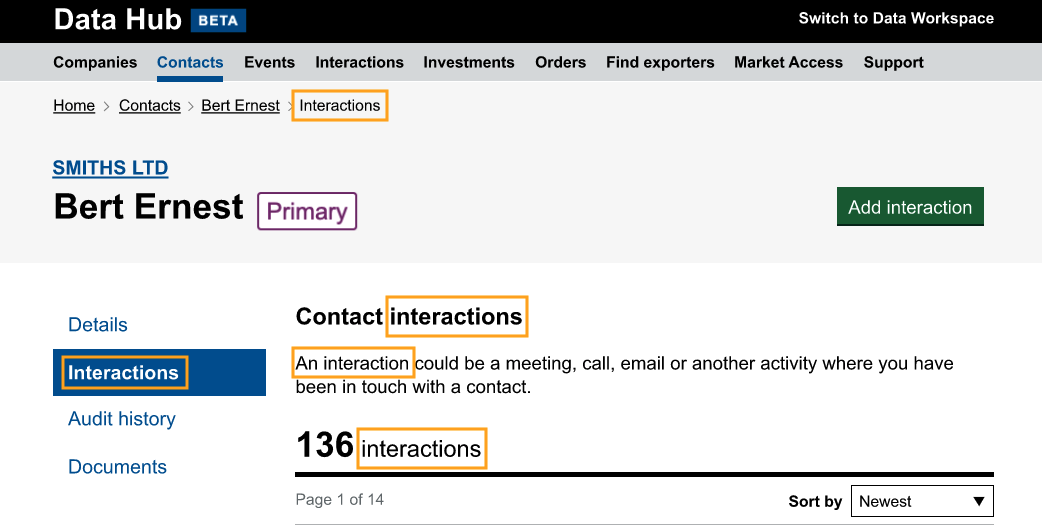 Data Hub BETA Switch to Data Workspace
Companies Contacts Events Interactions Investments Orders Find exporters Market Access Support
Home > Contacts > Bert Ernest > Interactions
SMITHS LTD
Bert Ernest Primary
Add interaction
Details
Interactions
Audit history
Documents
Contact interactions
An interaction could be a meeting, call, email or another activity where you have
been in touch with a contact.
136 interactions
Page 1 of 14
Sort by Newest